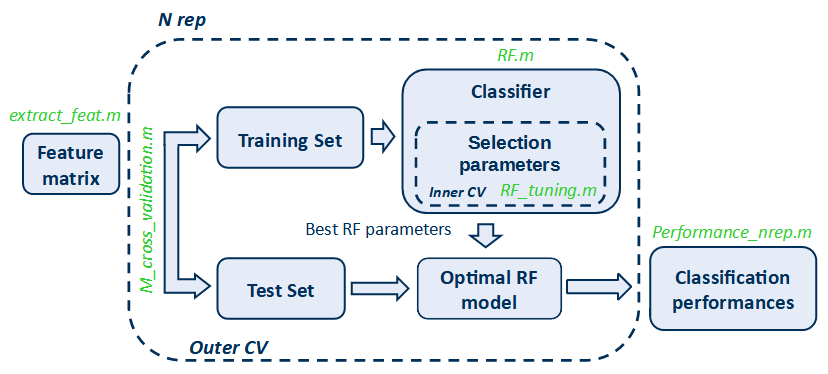 N rep
extract_feat.m
Feature
matrix
M_cross_validation.m
Training Set
RF.m
Classifier
Selection
parameters
Inner CV
RF_tuning.m
Best RF parameters
Test Set
Optimal RF
model
Performance_nrep.m
Classification
performances
Outer CV